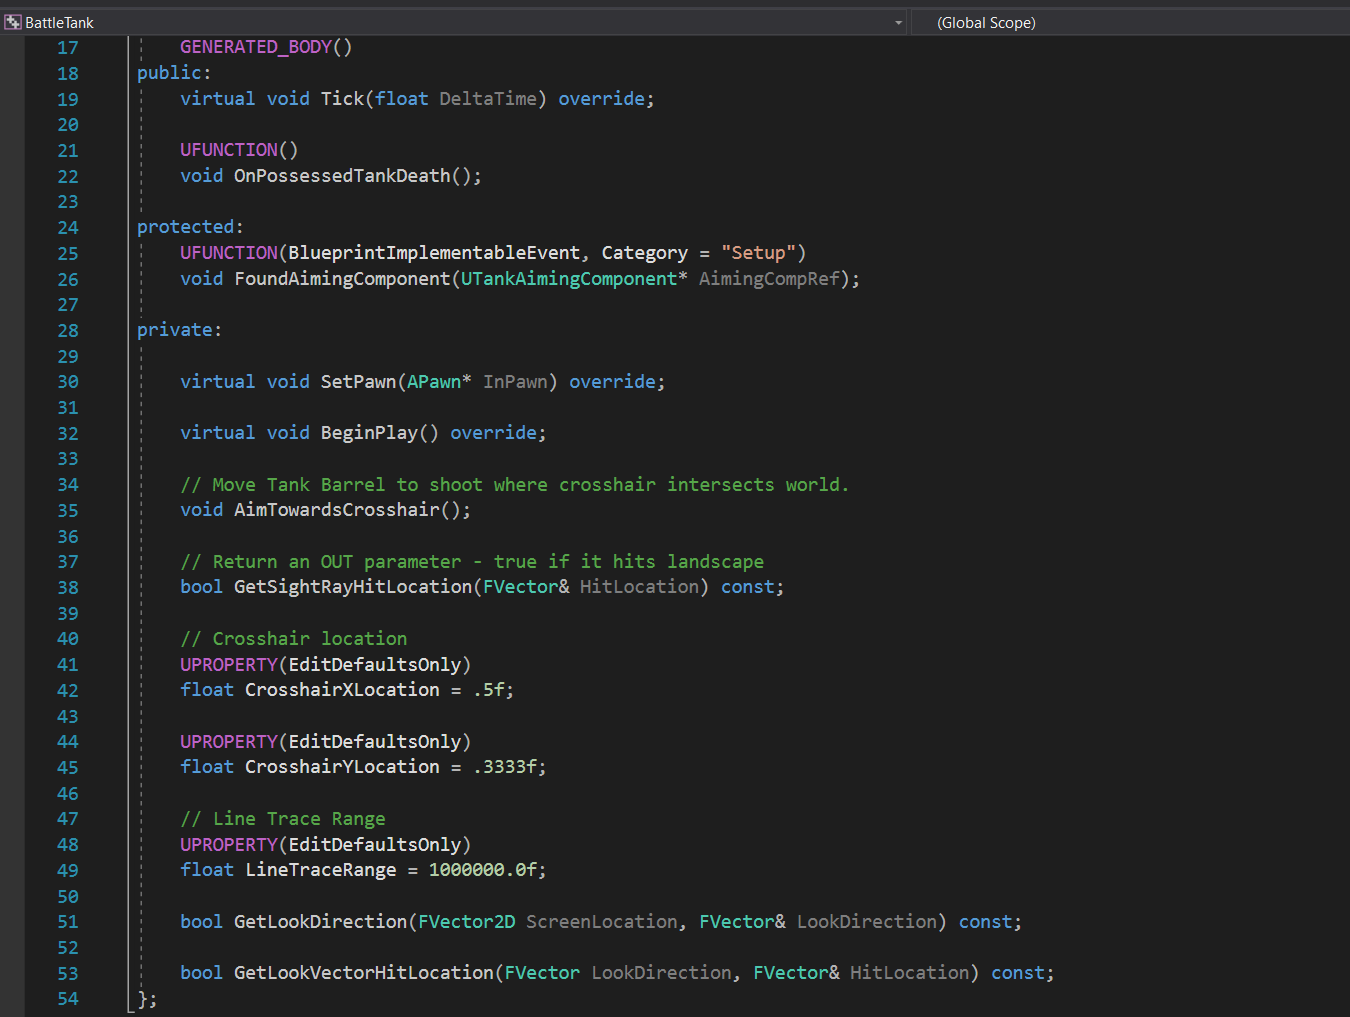 BattleTank (Global Scope)
17 GENERATED_BODY()
18 public:
19 virtual void Tick(float DeltaTime) override;
20
21 UFUNCTION()
22 void OnPossessedTankDeath();
23
24 protected:
25 UFUNCTION(BlueprintImplementableEvent, Category = "Setup")
26 void FoundAimingComponent(UTankAimingComponent* AimingCompRef);
27
28 private:
29
30 virtual void SetPawn(APawn* InPawn) override;
31
32 virtual void BeginPlay() override;
33
34 // Move Tank Barrel to shoot where crosshair intersects world.
35 void AimTowardsCrosshair();
36
37 // Return an OUT parameter - true if it hits landscape
38 bool GetSightRayHitLocation(FVector& HitLocation) const;
39
40 // Crosshair location
41 UPROPERTY(EditDefaultsOnly)
42 float CrosshairXLocation = .5f;
43
44 UPROPERTY(EditDefaultsOnly)
45 float CrosshairYLocation = .3333f;
46
47 // Line Trace Range
48 UPROPERTY(EditDefaultsOnly)
49 float LineTraceRange = 1000000.0f;
50
51 bool GetLookDirection(FVector2D ScreenLocation, FVector& LookDirection) const;
52
53 bool GetLookVectorHitLocation(FVector LookDirection, FVector& HitLocation) const;
54 };